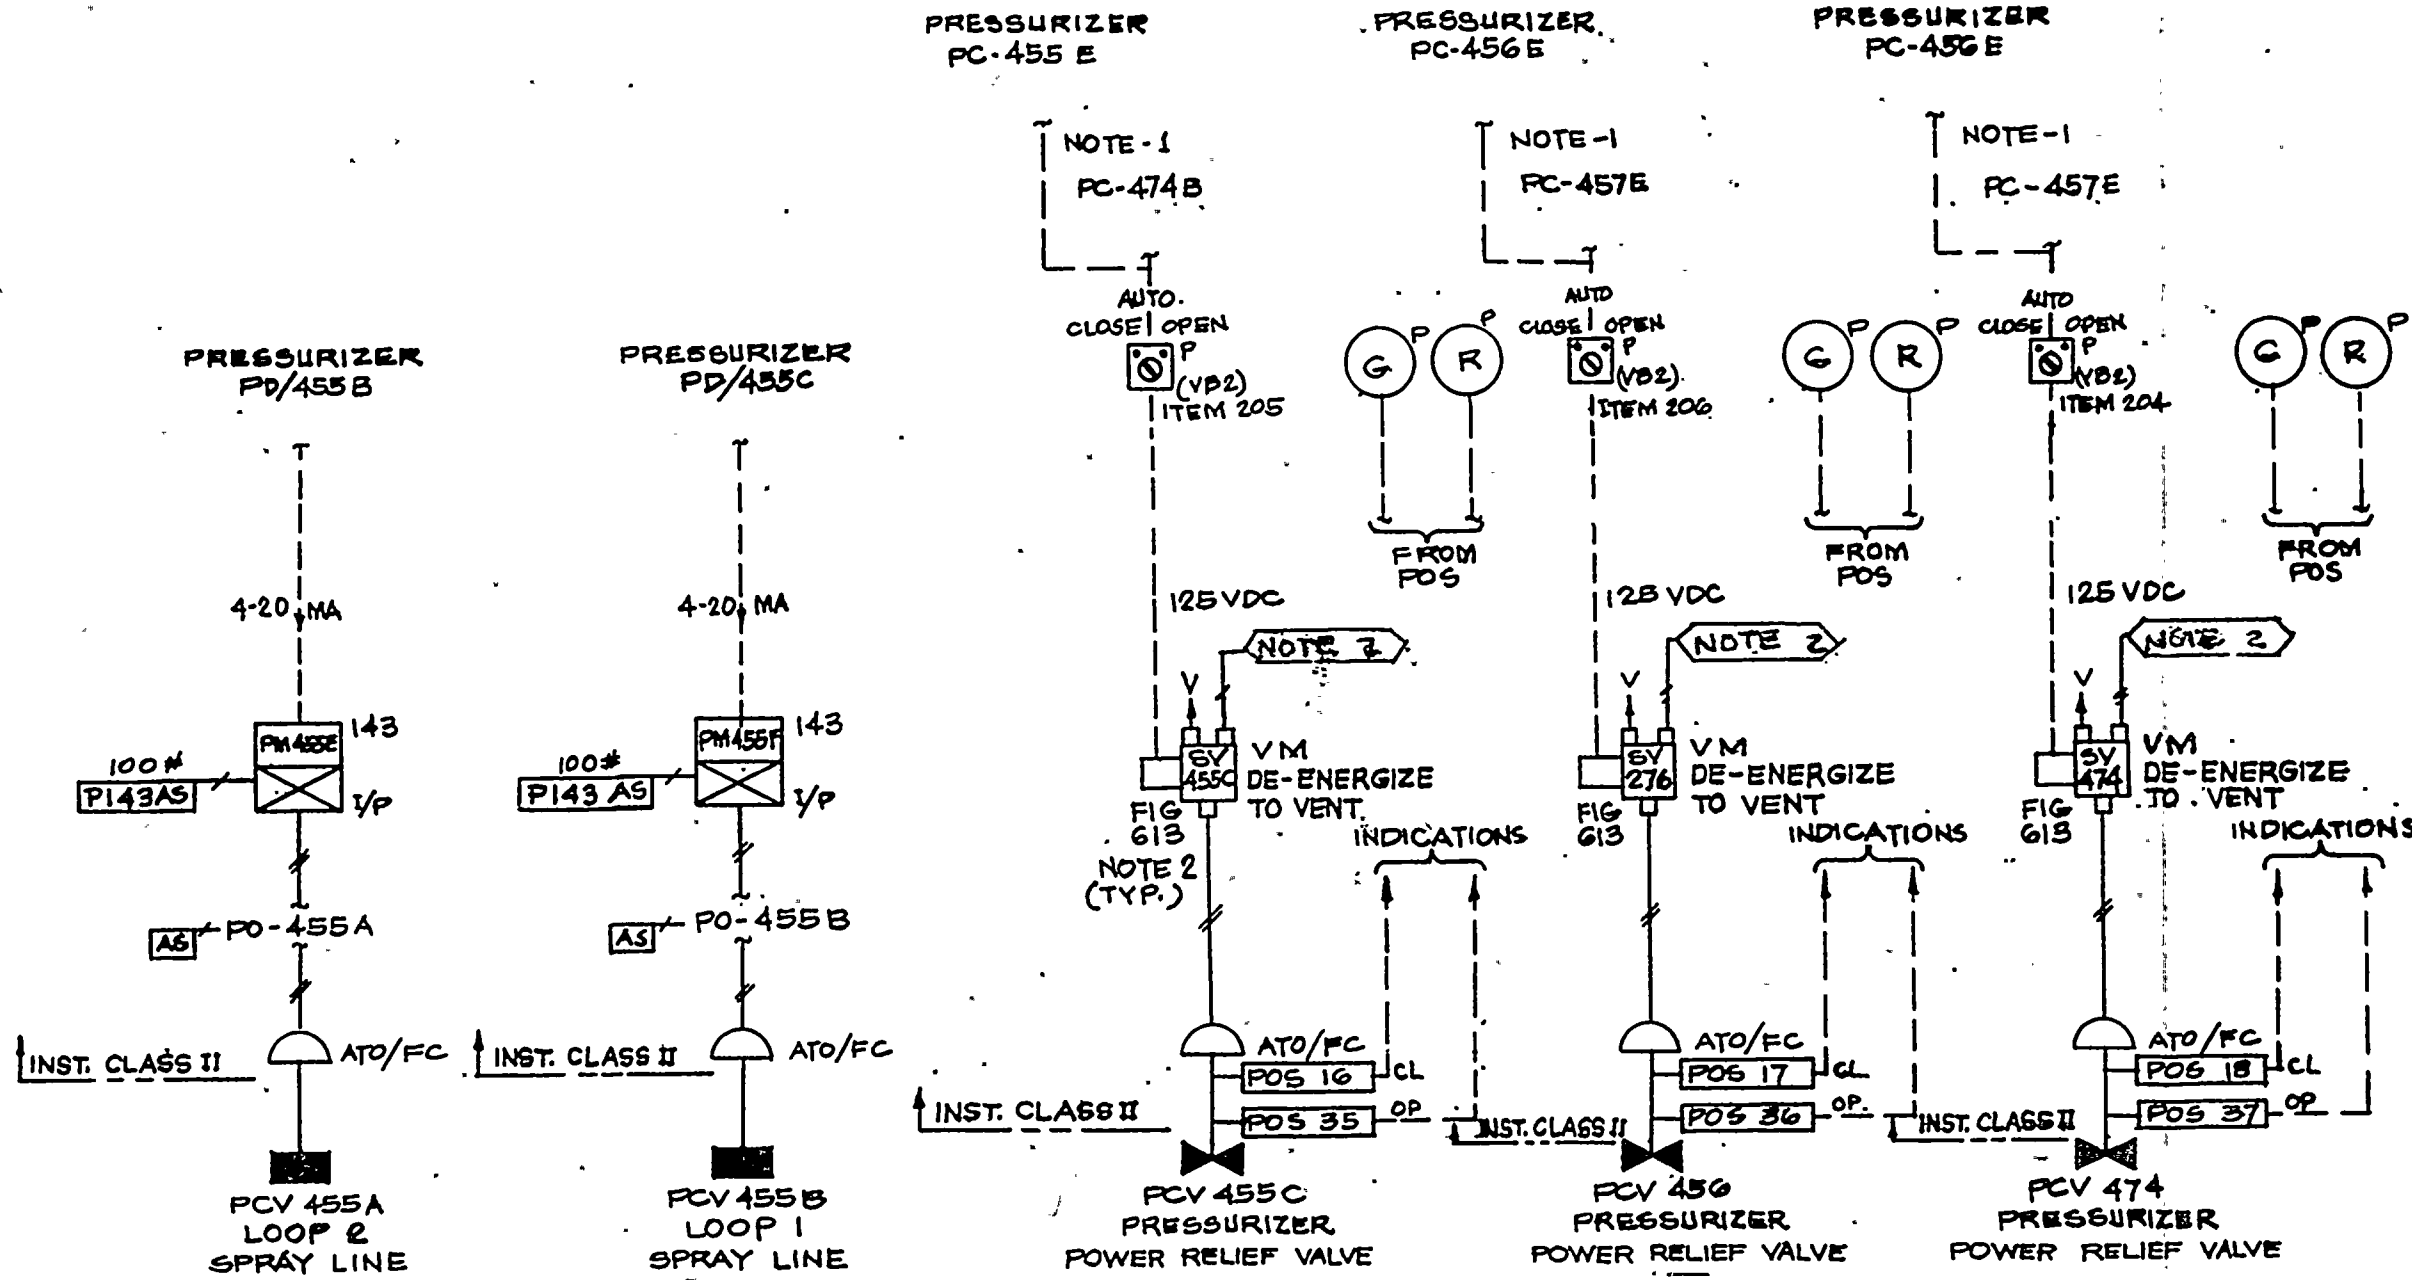 PRESSURIZER
PC-455 E
PRESSURIZER
PC-456E
PRESSURIZER
PC-456E
NOTE-1
PC-474B
NOTE-1
PC-457E
NOTE-1
PC-457E
AUTO.
CLOSE OPEN
P
(VB2)
ITEM 205
G P
R P
AUTO
CLOSE OPEN
P
(VB2).
ITEM 206
G P
R P
AUTO
CLOSE OPEN
P
(VB2)
ITEM 204
G P
R P
PRESSURIZER
PD/455B
PRESSURIZER
PD/455C
FROM
POS
FROM
POS
FROM
POS
4-20 MA
4-20 MA
125 VDC
125 VDC
125 VDC
NOTE 2
NOTE 2
NOTE 2
PM455E
143
100#
P143AS
I/P
PM455F
143
100#
P143 AS
I/P
V
SV
455C
VM
DE-ENERGIZE
TO VENT.
FIG
613
NOTE 2
(TYP.)
INDICATIONS
V
SV
276
VM
DE-ENERGIZE
TO VENT
FIG
613
INDICATIONS
V
SV
474
VM
DE-ENERGIZE
TO VENT
FIG
613
INDICATIONS
AS
PO-455A
AS
PO-455B
INST. CLASS II
ATO/FC
INST. CLASS II
ATO/FC
ATO/FC
POS 16
CL
INST. CLASS II
POS 35
OP
ATO/FC
POS 17
CL
INST. CLASS II
POS 36
OP.
ATO/FC
POS 18
CL
INST. CLASS II
POS 37
OP
PCV 455A
LOOP 2
SPRAY LINE
PCV 455B
LOOP 1
SPRAY LINE
PCV 455C
PRESSURIZER
POWER RELIEF VALVE
PCV 456
PRESSURIZER
POWER RELIEF VALVE
PCV 474
PRESSURIZER
POWER RELIEF VALVE